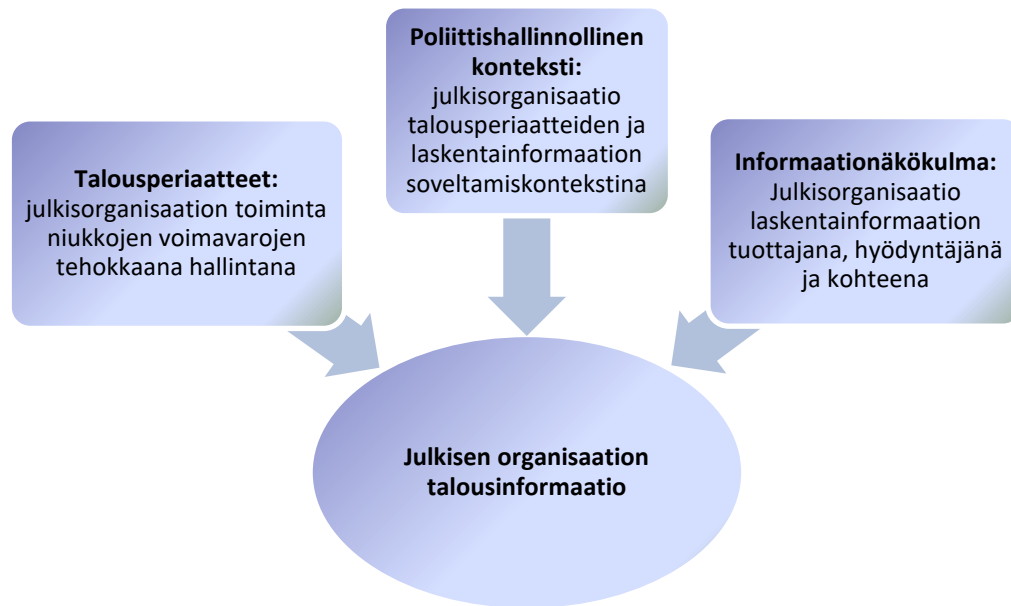 Talousperiaatteet:
julkisorganisaation toiminta
niukkojen voimavarojen
tehokkaana hallintana
Poliittishallinnollinen
konteksti:
julkisorganisaatio
talousperiaatteiden ja
laskentainformaation
soveltamiskontekstina
Informaationäkökulma:
Julkisorganisaatio
laskentainformaation
tuottajana, hyödyntäjänä
ja kohteena
Julkisen organisaation
talousinformaatio